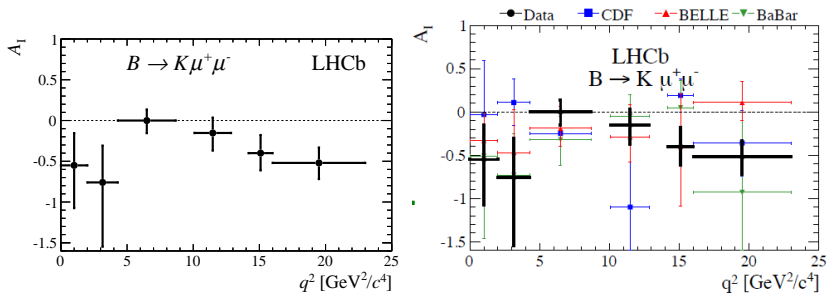 A_I
1
0.5
0
-0.5
-1
-1.5
B → Kμ⁺μ⁻
LHCb
0 5 10 15 20 25
q² [GeV²/c⁴]
Data CDF BELLE BaBar
A_I
1
0.5
0
-0.5
-1
-1.5
LHCb
B → K μ⁺μ⁻
0 5 10 15 20 25
q² [GeV²/c⁴]